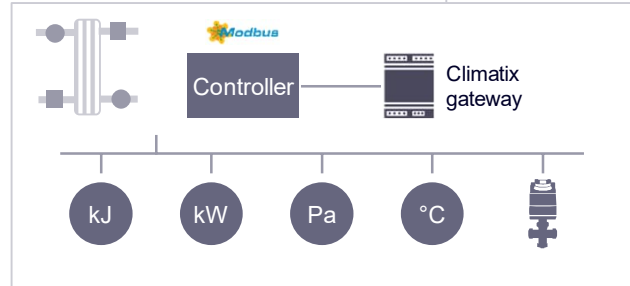 Modbus
Controller
Climatix
gateway
kJ
kW
Pa
°C